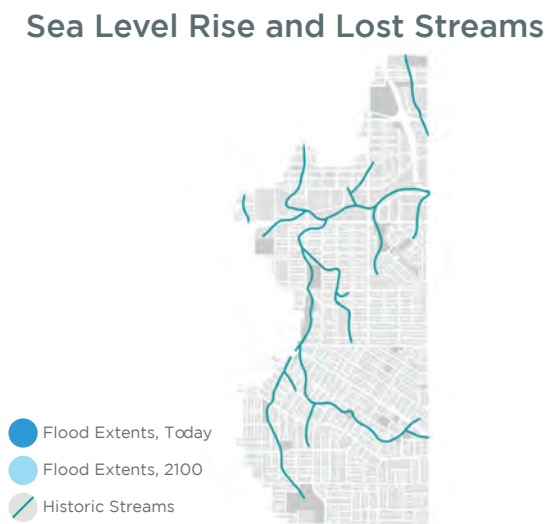 Sea Level Rise and Lost Streams
Flood Extents, Today
Flood Extents, 2100
Historic Streams